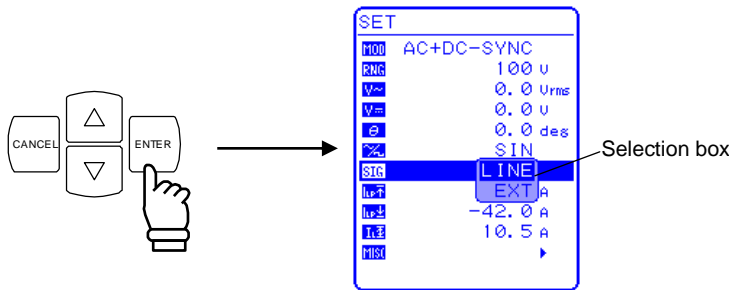 CANCEL
ENTER
SET
MOD AC+DC-SYNC
RNG 100 V
V~ 0.0 Vrms
V= 0.0 V
θ 0.0 deg
SIN
SIG LINE
EXT A
-42.0 A
10.5 A
MISC
Selection box